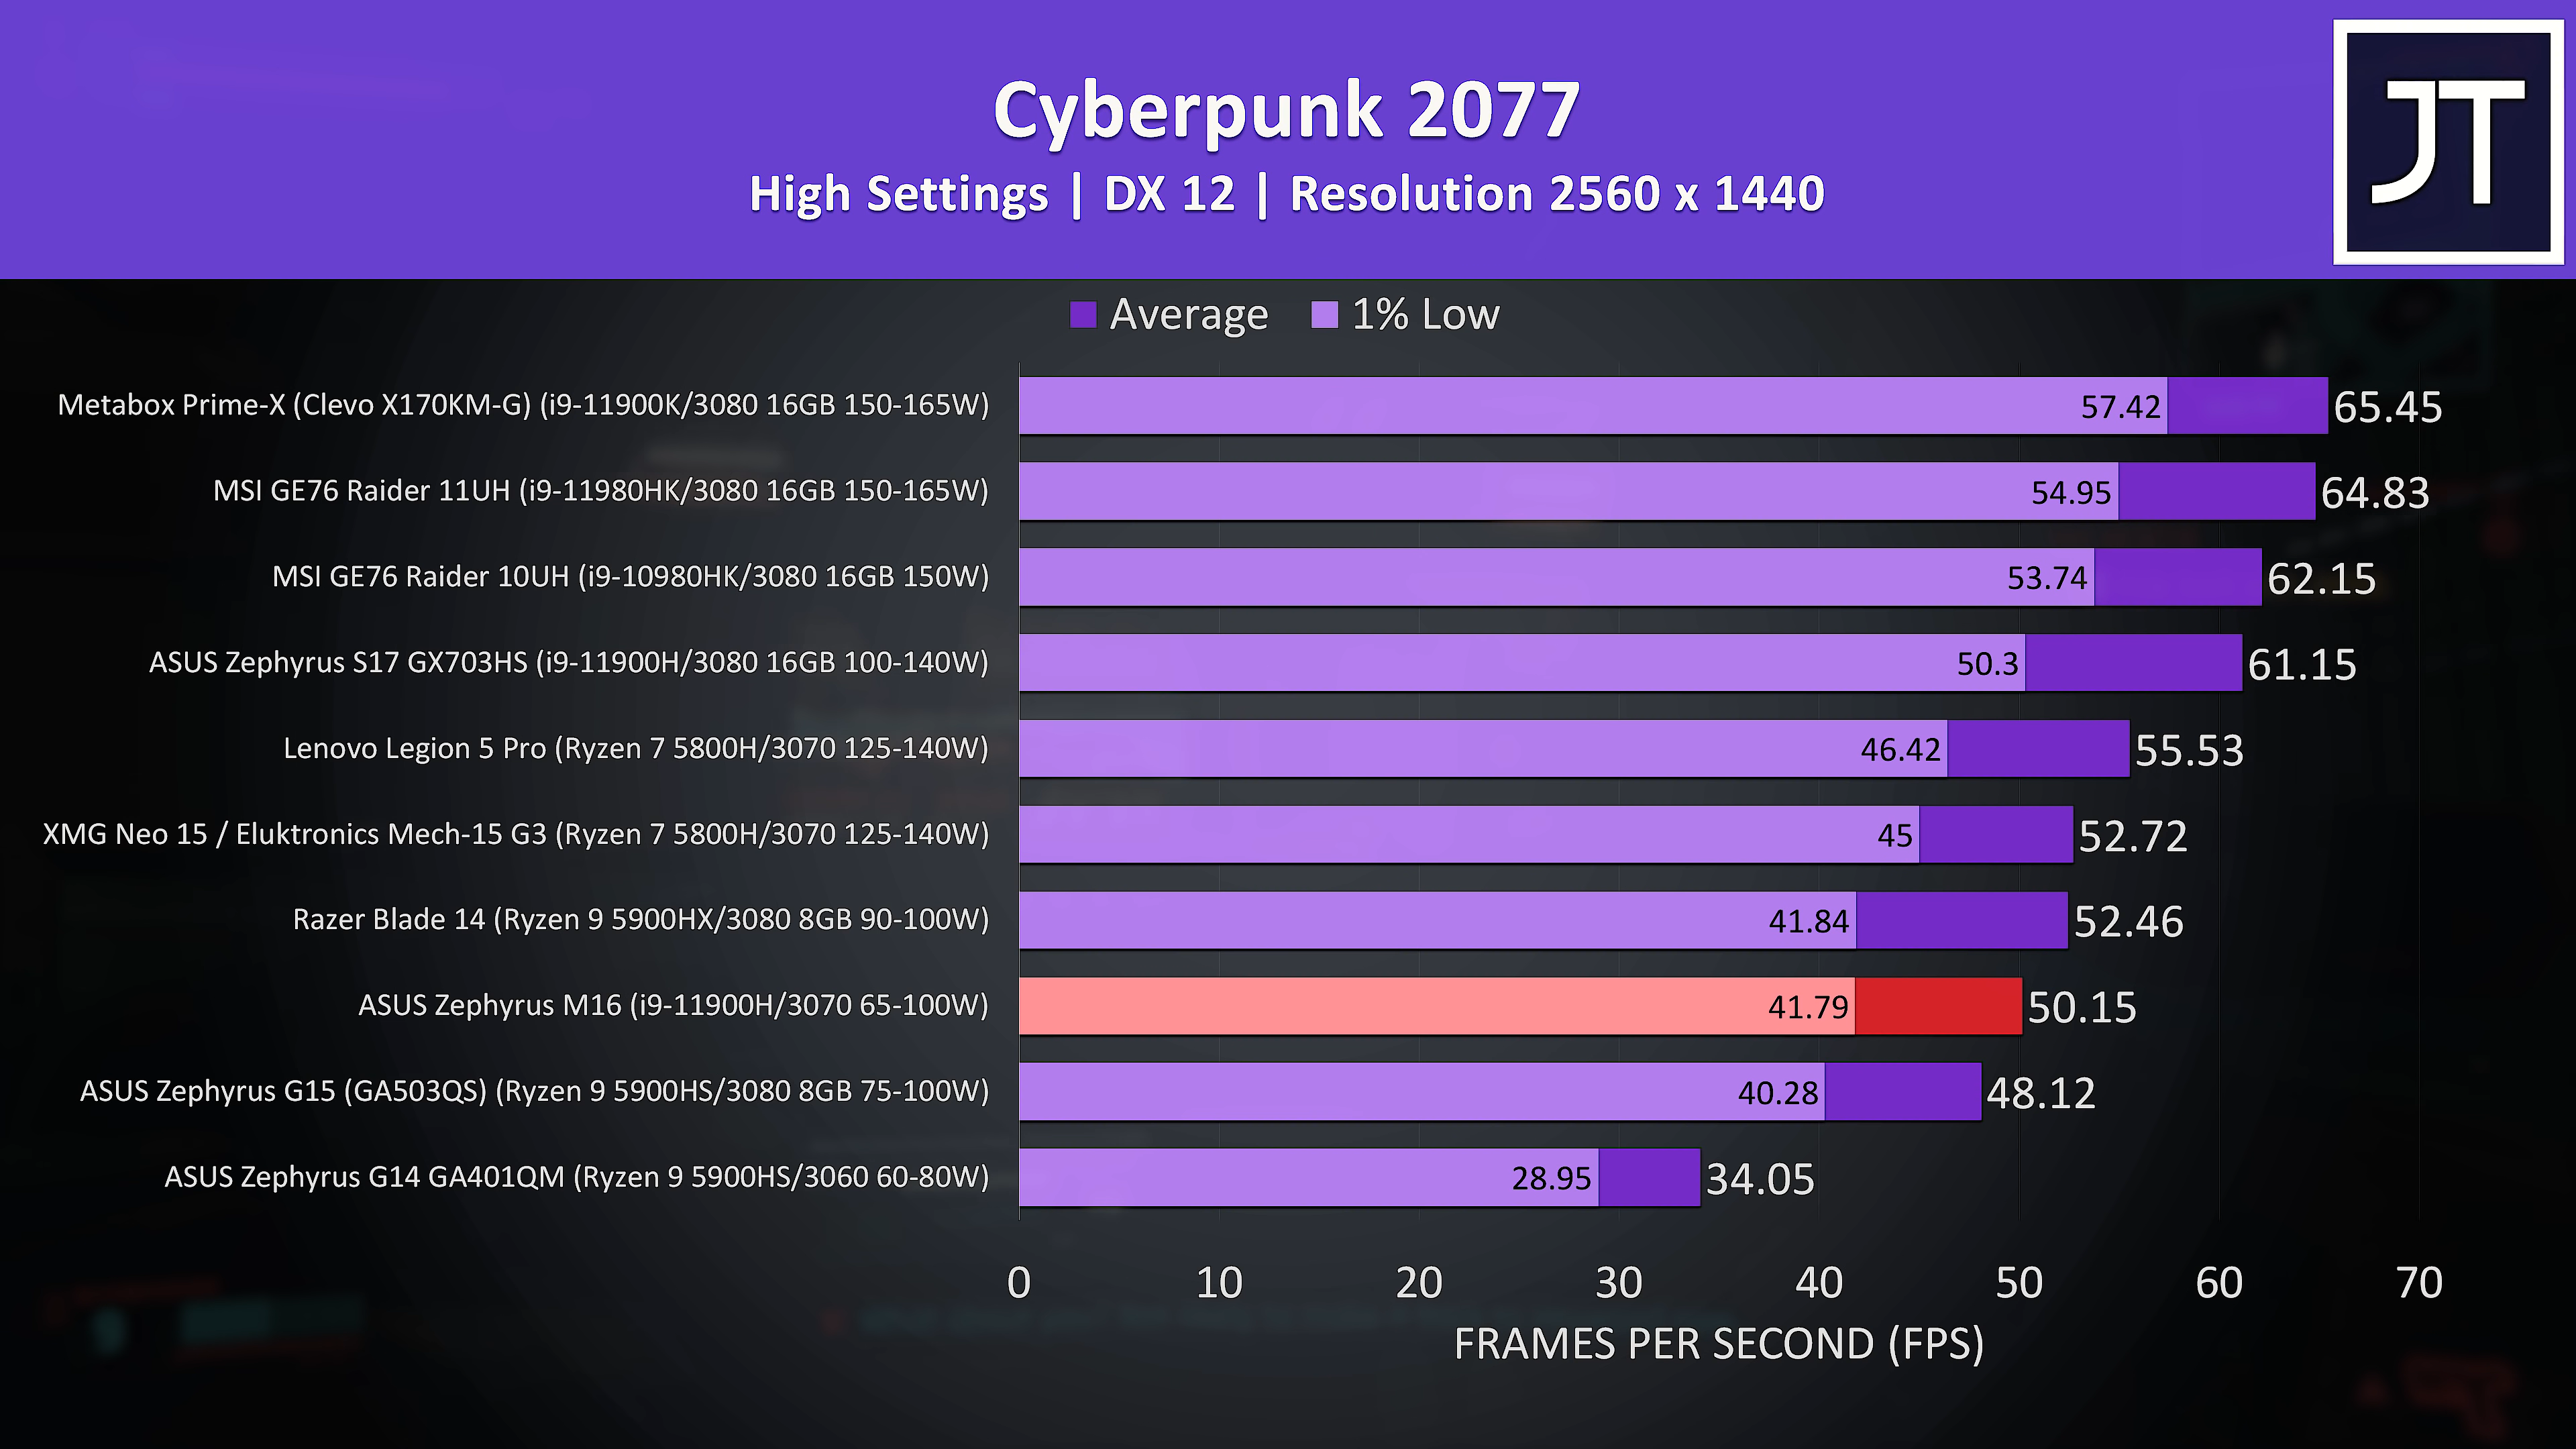 Cyberpunk 2077
JT
High Settings | DX 12 | Resolution 2560 x 1440
Average 1% Low
Metabox Prime-X (Clevo X170KM-G) (i9-11900K/3080 16GB 150-165W) 57.42 65.45
MSI GE76 Raider 11UH (i9-11980HK/3080 16GB 150-165W) 54.95 64.83
MSI GE76 Raider 10UH (i9-10980HK/3080 16GB 150W) 53.74 62.15
ASUS Zephyrus S17 GX703HS (i9-11900H/3080 16GB 100-140W) 50.3 61.15
Lenovo Legion 5 Pro (Ryzen 7 5800H/3070 125-140W) 46.42 55.53
XMG Neo 15 / Eluktronics Mech-15 G3 (Ryzen 7 5800H/3070 125-140W) 45 52.72
Razer Blade 14 (Ryzen 9 5900HX/3080 8GB 90-100W) 41.84 52.46
ASUS Zephyrus M16 (i9-11900H/3070 65-100W) 41.79 50.15
ASUS Zephyrus G15 (GA503QS) (Ryzen 9 5900HS/3080 8GB 75-100W) 40.28 48.12
ASUS Zephyrus G14 GA401QM (Ryzen 9 5900HS/3060 60-80W) 28.95 34.05
0 10 20 30 40 50 60 70
FRAMES PER SECOND (FPS)